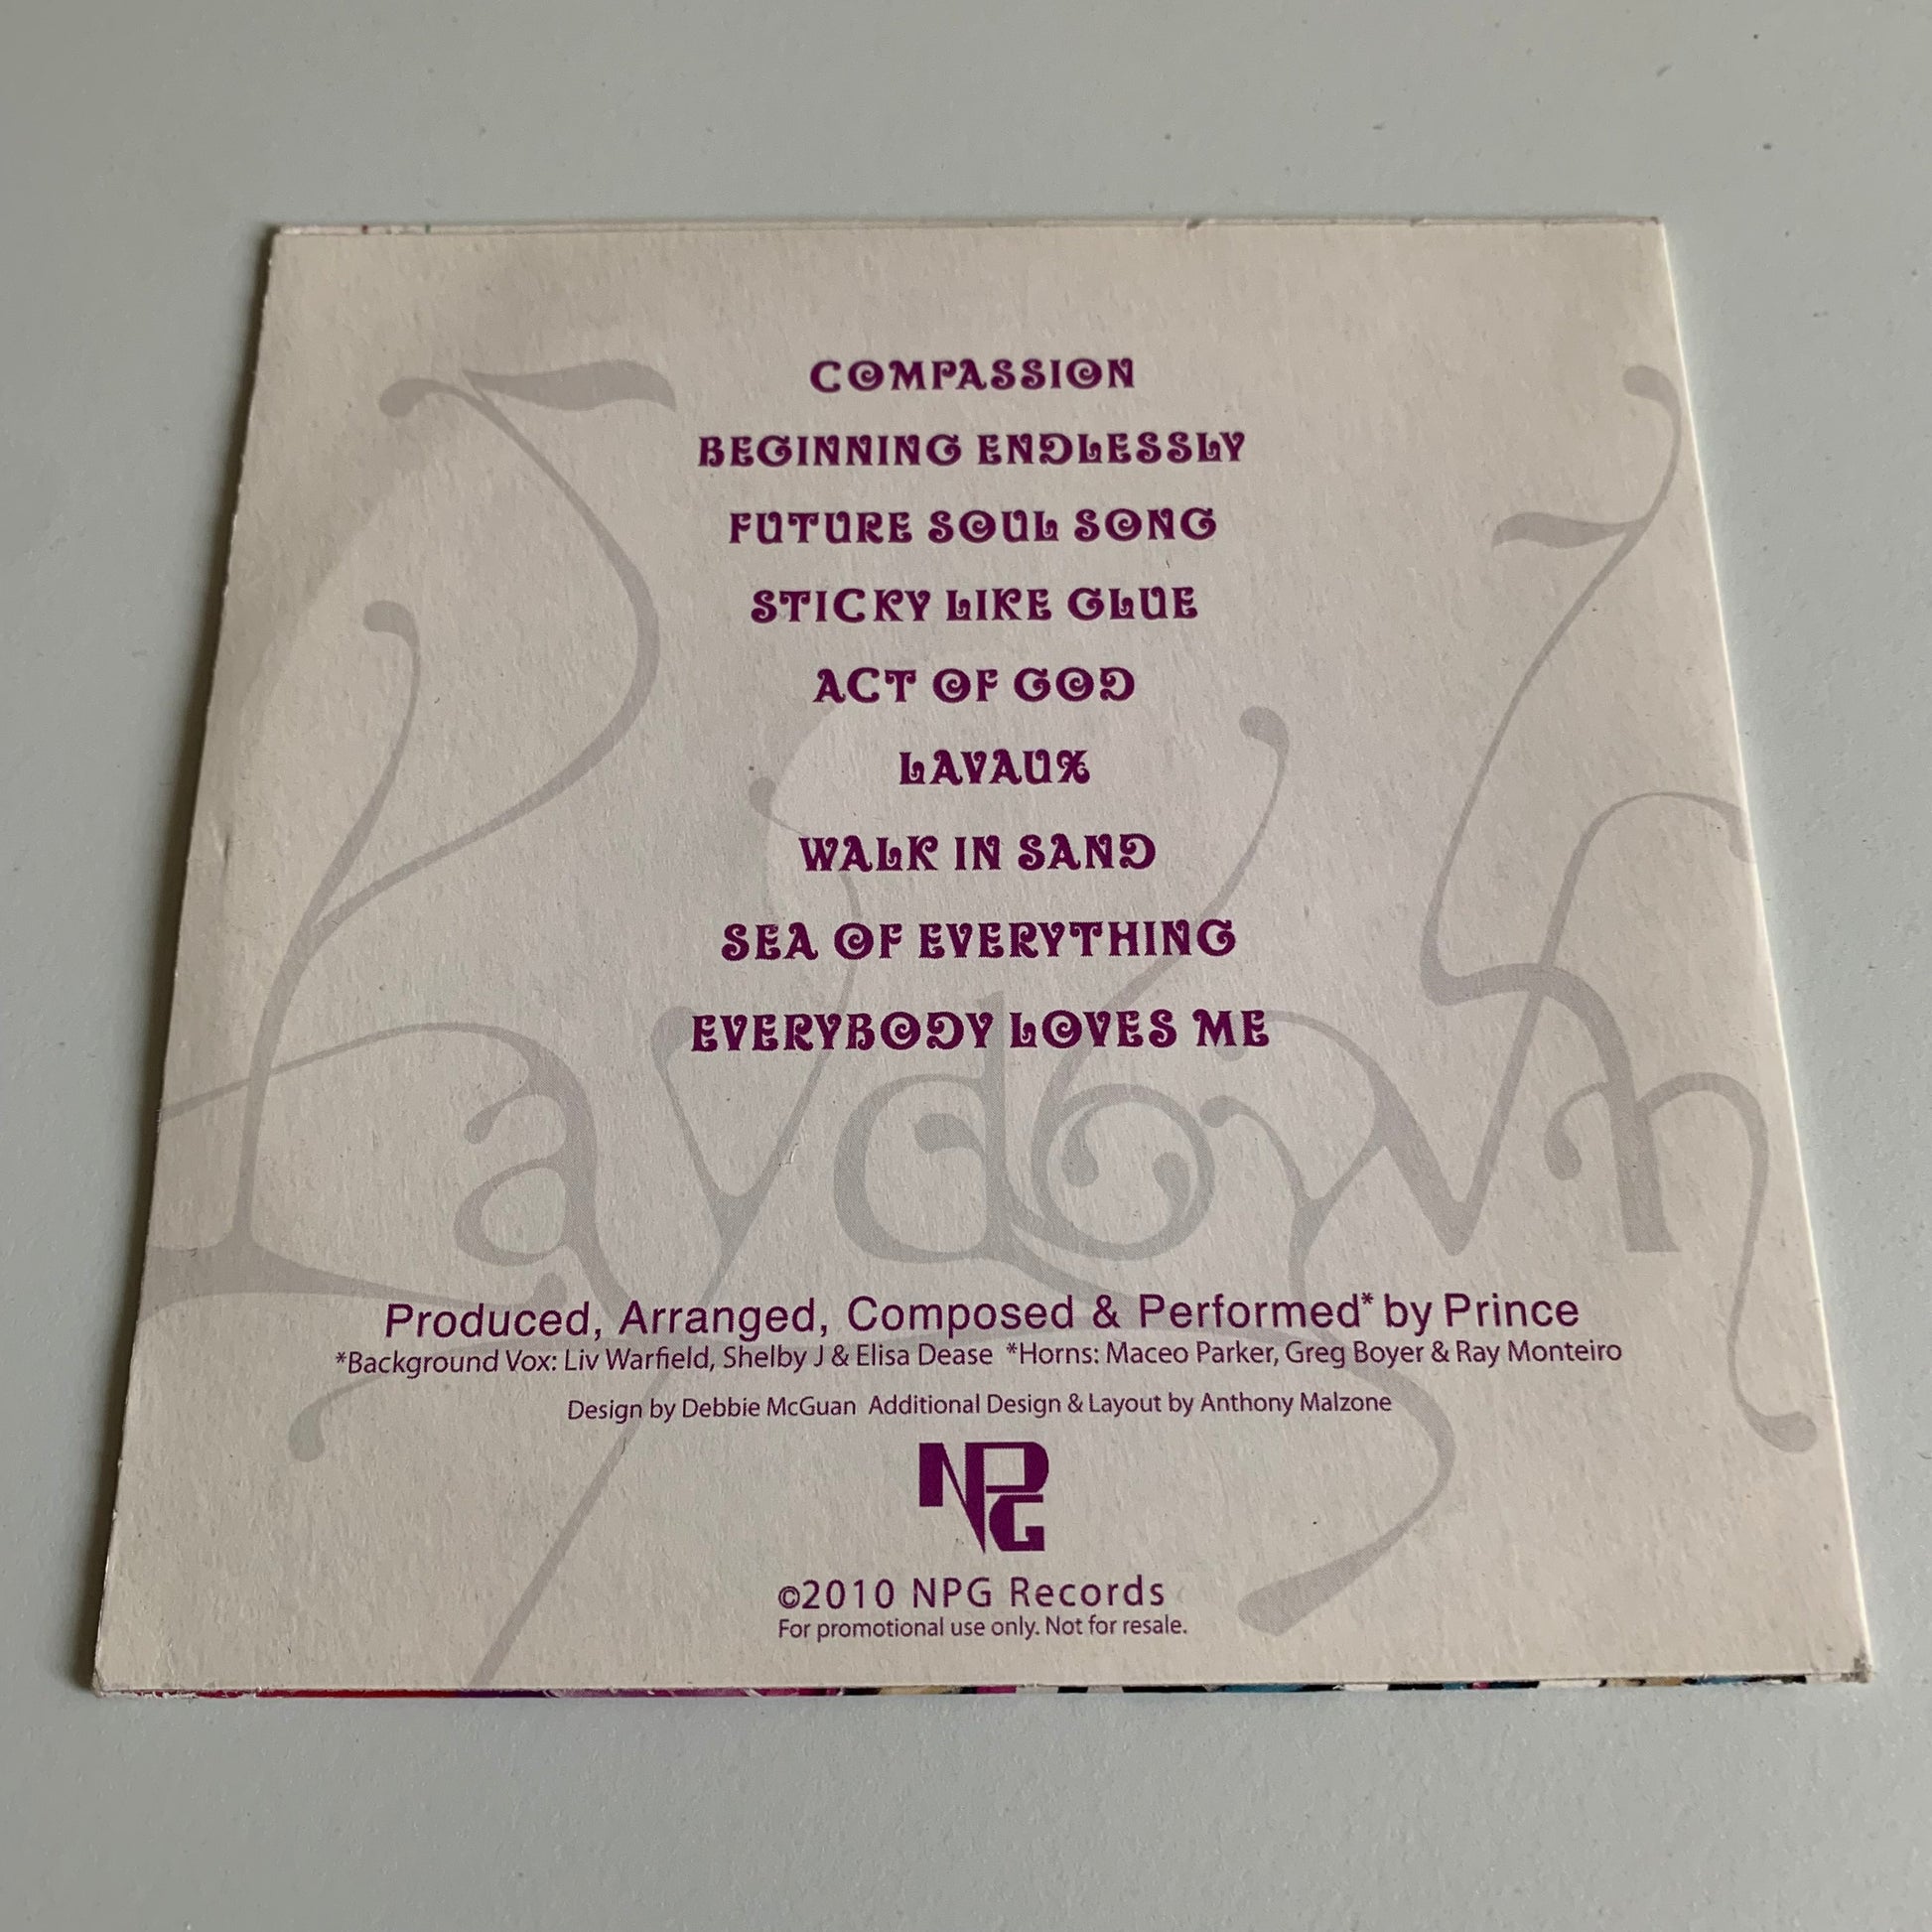 COMPASSION
BEGINNING ENDLESSLY
FUTURE SOUL SONG
STICKY LIKE GLUE
ACT OF GOD
LAVAUX
WALK IN SAND
SEA OF EVERYTHING
EVERYBODY LOVES ME
Laydown
Produced, Arranged, Composed & Performed* by Prince
*Background Vox: Liv Warfield, Shelby J & Elisa Dease *Horns: Maceo Parker, Greg Boyer & Ray Monteiro
Design by Debbie McGuan Additional Design & Layout by Anthony Malzone
NPG
©2010 NPG Records
For promotional use only. Not for resale.